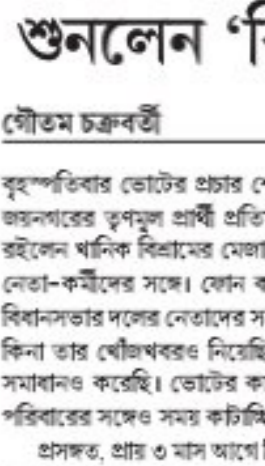 শুনলেন ‘বি
গৌতম চক্রবর্তী
বৃহস্পতিবার ভোটের প্রচার শে
জয়নগরের তৃণমূল প্রার্থী প্রতি
রইলেন খানিক বিশ্রামের মেজা
নেতা-কর্মীদের সঙ্গে। ফোন ক
বিধানসভার দলের নেতাদের স
কিনা তার খোঁজখবরও নিয়েছি
সমাধানও করেছি। ভোটের ক
পরিবারের সঙ্গেও সময় কাটাচ্ছি
প্রসঙ্গত, প্রায় ৩ মাস আগে